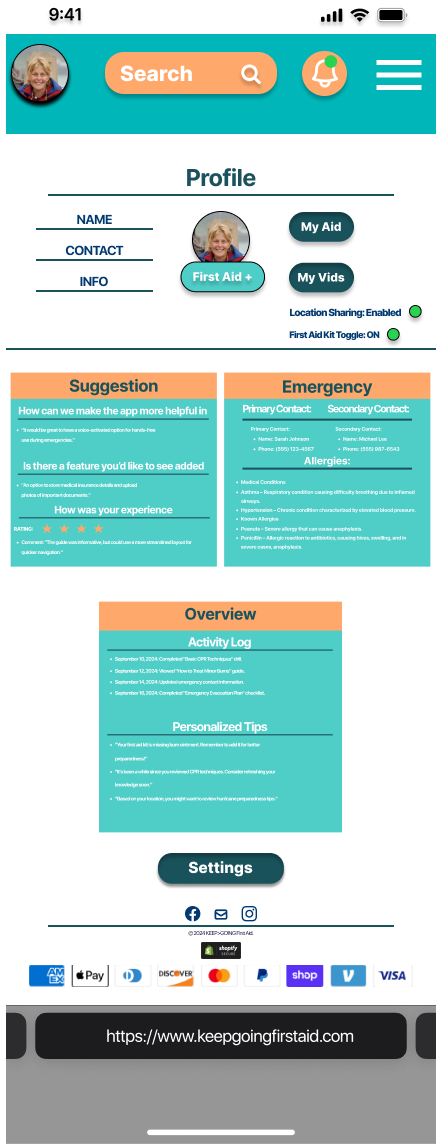 9:41
Search
Profile
NAME
CONTACT
INFO
First Aid +
My Aid
My Vids
Location Sharing: Enabled
First Aid Kit Toggle: ON
Suggestion
How can we make the app more helpful in
"It would be great to have a voice-activated option for hands-free
use during emergencies."
Is there a feature you'd like to see added
"An option to store medical insurance details and upload
photos of important documents."
How was your experience
RATING:
Comment: "The guide was informative, but could use a more streamlined layout for
quicker navigation."
Emergency
Primary Contact: Secondary Contact:
Primary Contact: Secondary Contact:
Name: Sarah Johnson Name: Michael Lee
Phone: (555) 123-4567 Phone: (555) 987-6543
Allergies:
Medical Conditions
Asthma – Respiratory condition causing difficulty breathing due to inflamed
airways.
Hypertension – Chronic condition characterized by elevated blood pressure.
Known Allergies
Peanuts – Severe allergy that can cause anaphylaxis.
Penicillin – Allergic reaction to antibiotics, causing hives, swelling, and in
severe cases, anaphylaxis.
Overview
Activity Log
September 10, 2024: Completed "Basic CPR Techniques" drill.
September 12, 2024: Viewed "How to Treat Minor Burns" guide.
September 14, 2024: Updated emergency contact information.
September 16, 2024: Completed "Emergency Evacuation Plan" checklist.
Personalized Tips
"Your first aid kit is missing burn ointment. Remember to add it for better
preparedness!"
"It's been a while since you reviewed CPR techniques. Consider refreshing your
knowledge soon."
"Based on your location, you might want to review hurricane preparedness tips."
Settings
© 2024 KEEP>GOING First Aid.
shopify
SECURE
AMEX
Pay
DISCOVER
shop
VISA
https://www.keepgoingfirstaid.com